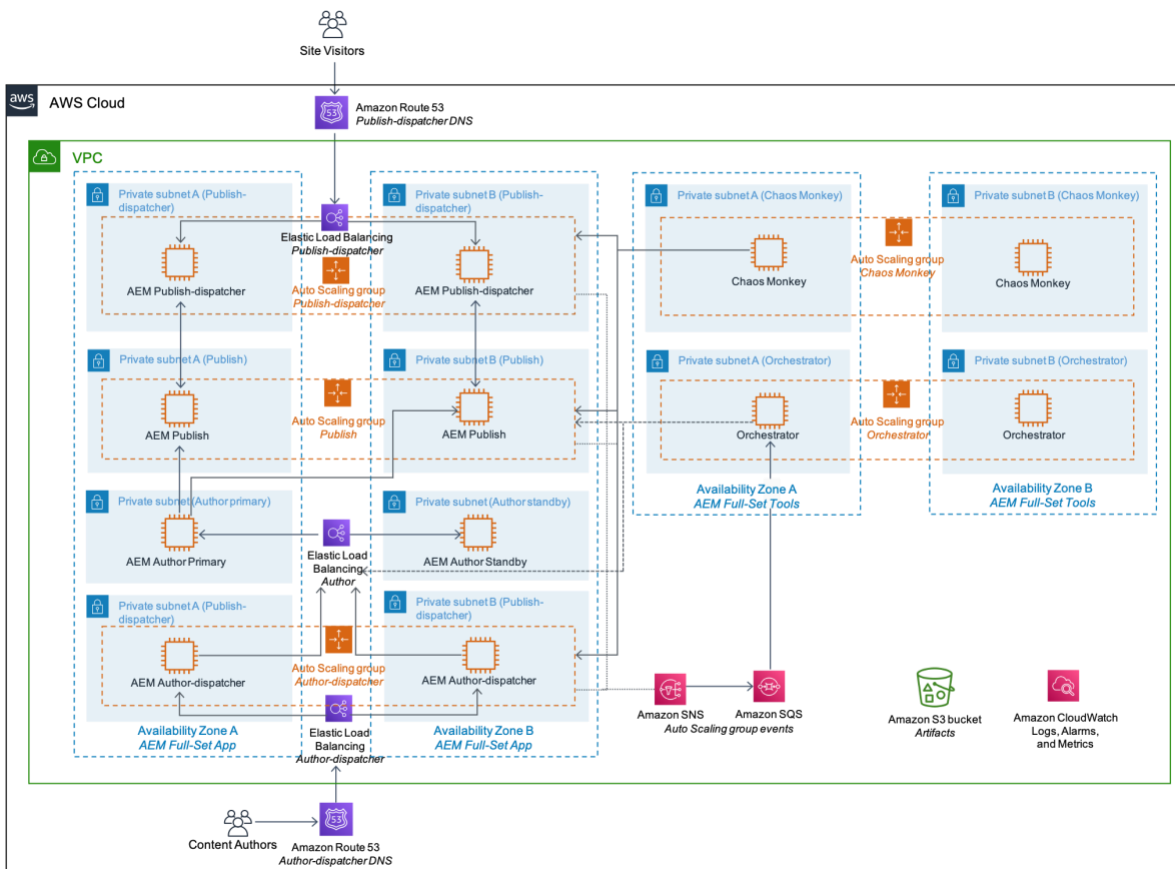 Site Visitors
aws
AWS Cloud
53
Amazon Route 53
Publish-dispatcher DNS
VPC
Private subnet A (Publish-
dispatcher)
Private subnet B (Publish-
dispatcher)
Private subnet A (Chaos Monkey)
Private subnet B (Chaos Monkey)
Elastic Load Balancing
Publish-dispatcher
AEM Publish-dispatcher
Auto Scaling group
Publish-dispatcher
AEM Publish-dispatcher
Chaos Monkey
Auto Scaling group
Chaos Monkey
Chaos Monkey
Private subnet A (Publish)
Private subnet B (Publish)
Private subnet A (Orchestrator)
Private subnet B (Orchestrator)
AEM Publish
Auto Scaling group
Publish
AEM Publish
Orchestrator
Auto Scaling group
Orchestrator
Orchestrator
Private subnet (Author primary)
Private subnet (Author standby)
Availability Zone A
AEM Full-Set Tools
Availability Zone B
AEM Full-Set Tools
AEM Author Primary
Elastic Load
Balancing
Author
AEM Author Standby
Private subnet A (Publish-
dispatcher)
Private subnet B (Publish-
dispatcher)
AEM Author-dispatcher
Auto Scaling group
Author-dispatcher
AEM Author-dispatcher
Amazon SNS
Amazon SQS
Auto Scaling group events
Amazon S3 bucket
Artifacts
Amazon CloudWatch
Logs, Alarms,
and Metrics
Availability Zone A
AEM Full-Set App
Elastic Load
Balancing
Author-dispatcher
Availability Zone B
AEM Full-Set App
Content Authors
53
Amazon Route 53
Author-dispatcher DNS